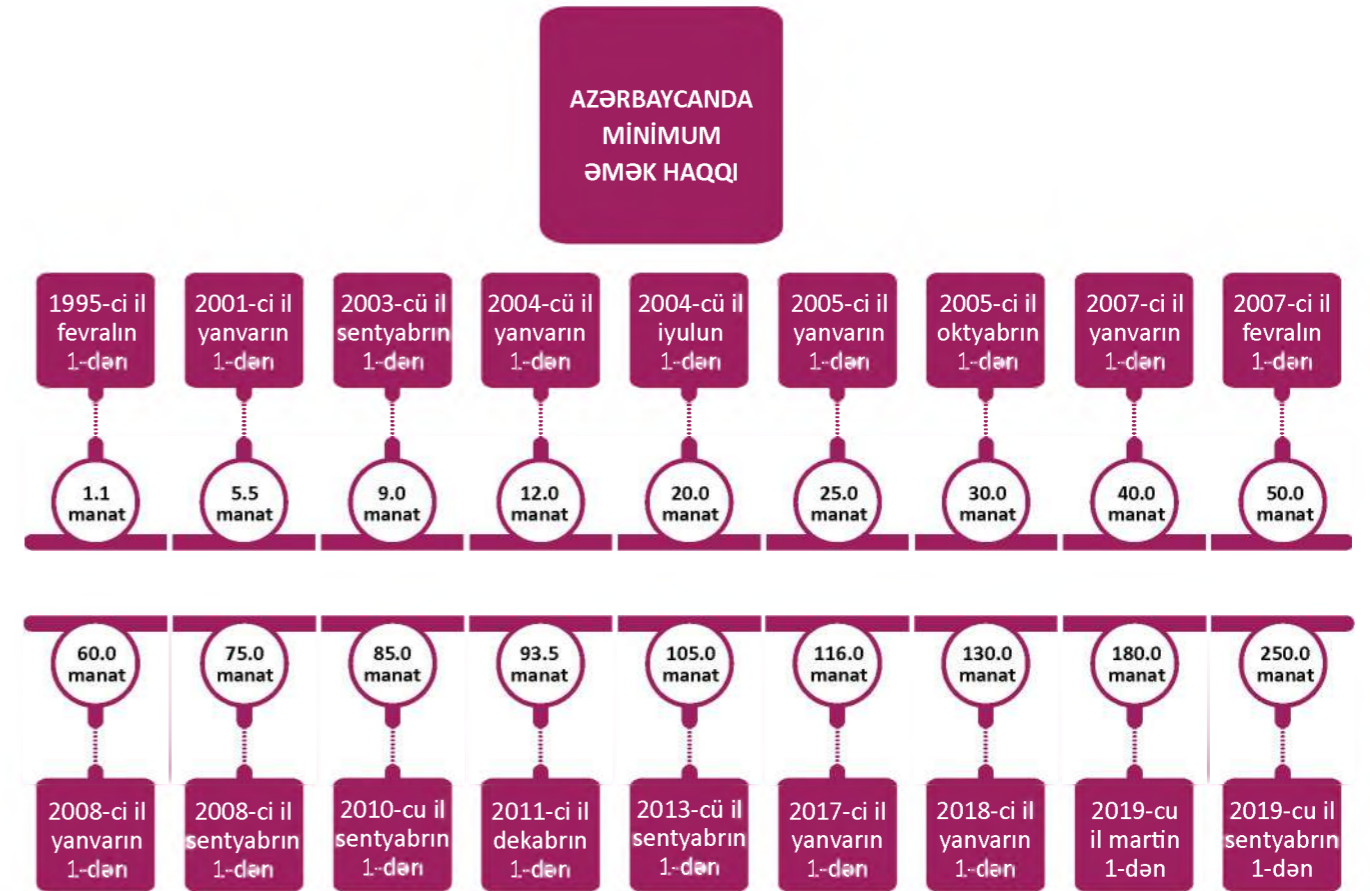 AZƏRBAYCANDA
MİNİMUM
ƏMƏK HAQQI
1995-ci il
fevralın
1-dən
2001-ci il
yanvarın
1-dən
2003-cü il
sentyabrın
1-dən
2004-cü il
yanvarın
1-dən
2004-cü il
iyulun
1-dən
2005-ci il
yanvarın
1-dən
2005-ci il
oktyabrın
1-dən
2007-ci il
yanvarın
1-dən
2007-ci il
fevralın
1-dən
1.1
manat
5.5
manat
9.0
manat
12.0
manat
20.0
manat
25.0
manat
30.0
manat
40.0
manat
50.0
manat
60.0
manat
75.0
manat
85.0
manat
93.5
manat
105.0
manat
116.0
manat
130.0
manat
180.0
manat
250.0
manat
2008-ci il
yanvarın
1-dən
2008-ci il
sentyabrın
1-dən
2010-cu il
sentyabrın
1-dən
2011-ci il
dekabrın
1-dən
2013-cü il
sentyabrın
1-dən
2017-ci il
yanvarın
1-dən
2018-ci il
yanvarın
1-dən
2019-cu
il martin
1-dən
2019-cu il
sentyabrın
1-dən